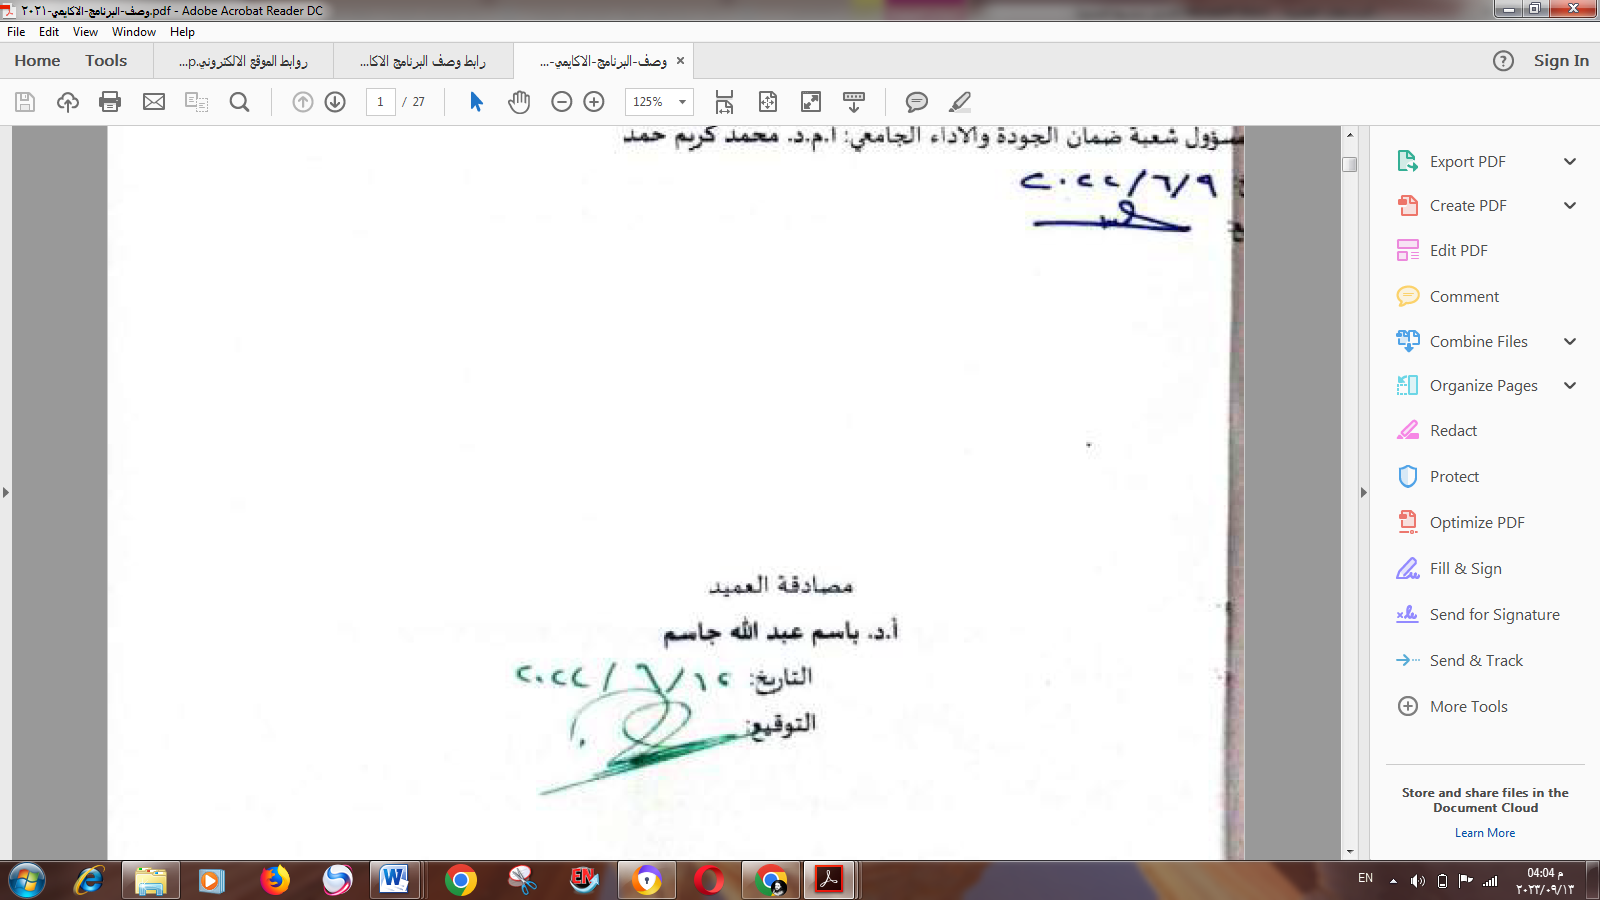 وصف-البرنامج-الاكايمي-٢٠٢١.pdf - Adobe Acrobat Reader DC
File Edit View Window Help
Home Tools روابط الموقع الالكتروني.p... رابط وصف البرنامج الاكا... وصف-البرنامج-الاكايمي-... × ? Sign In
1 / 27 125%
مسؤول شعبة ضمان الجودة والاداء الجامعي: ا.م.د. محمد كريم حمد
٢٠٢٢/٦/٩
مصادقة العميد
أ.د. باسم عبد الله جاسم
التاريخ: ٢٠٢٢/٦/١٢
التوقيع:
Export PDF
Create PDF
Edit PDF
Comment
Combine Files
Organize Pages
Redact
Protect
Optimize PDF
Fill & Sign
Send for Signature
Send & Track
More Tools
Store and share files in the
Document Cloud
Learn More
EN
04:04 م
٢٠٢٣/٠٩/١٣